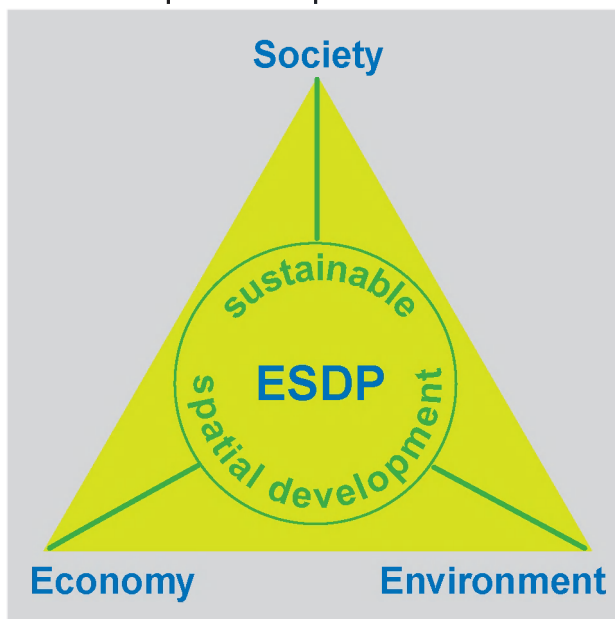 Society
sustainable
ESDP
spatial development
Economy
Environment